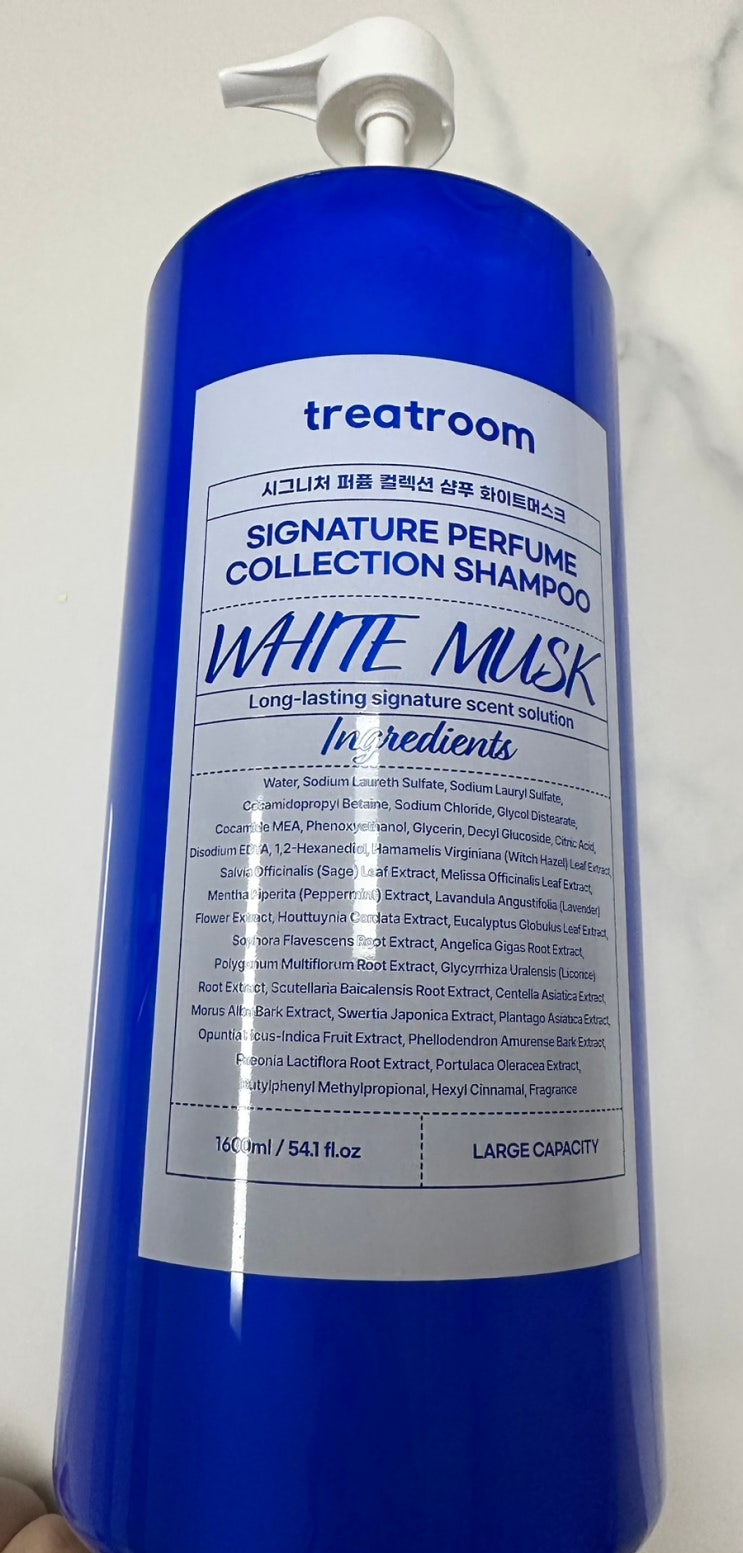 treatroom
시그니처 퍼퓸 컬렉션 샴푸 화이트머스크
SIGNATURE PERFUME
COLLECTION SHAMPOO
WHITE MUSK
Long-lasting signature scent solution
Ingredients
Water, Sodium Laureth Sulfate, Sodium Lauryl Sulfate,
Cocamidopropyl Betaine, Sodium Chloride, Glycol Distearate,
Cocamide MEA, Phenoxyethanol, Glycerin, Decyl Glucoside, Citric Acid,
Disodium EDTA, 1,2-Hexanediol, Hamamelis Virginiana (Witch Hazel) Leaf Extract,
Salvia Officinalis (Sage) Leaf Extract, Melissa Officinalis Leaf Extract,
Mentha Piperita (Peppermint) Extract, Lavandula Angustifolia (Lavender)
Flower Extract, Houttuynia Cordata Extract, Eucalyptus Globulus Leaf Extract,
Sophora Flavescens Root Extract, Angelica Gigas Root Extract,
Polygonum Multiflorum Root Extract, Glycyrrhiza Uralensis (Licorice)
Root Extract, Scutellaria Baicalensis Root Extract, Centella Asiatica Extract,
Morus Alba Bark Extract, Swertia Japonica Extract, Plantago Asiatica Extract,
Opuntia Ficus-Indica Fruit Extract, Phellodendron Amurense Bark Extract,
Paeonia Lactiflora Root Extract, Portulaca Oleracea Extract,
Butylphenyl Methylpropional, Hexyl Cinnamal, Fragrance
1600ml / 54.1 fl.oz
LARGE CAPACITY